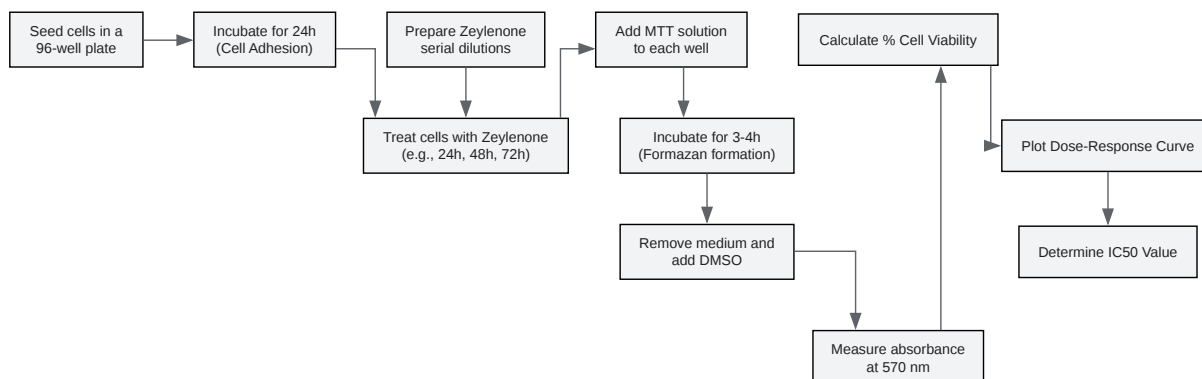 Seed cells in a
96-well plate
Incubate for 24h
(Cell Adhesion)
Prepare Zeylenone
serial dilutions
Treat cells with Zeylenone
(e.g., 24h, 48h, 72h)
Add MTT solution
to each well
Incubate for 3-4h
(Formazan formation)
Remove medium and
add DMSO
Measure absorbance
at 570 nm
Calculate % Cell Viability
Plot Dose-Response Curve
Determine IC50 Value